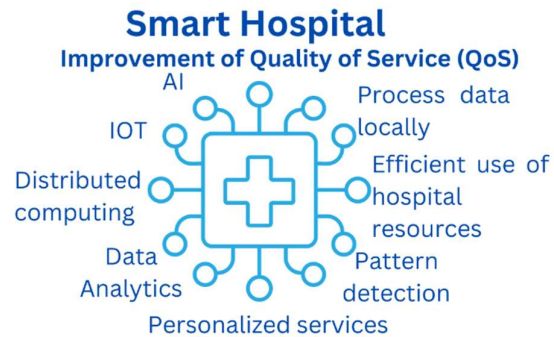 Smart Hospital
Improvement of Quality of Service (QoS)
AI
IOT
Distributed
computing
Data
Analytics
Personalized services
Process data
locally
Efficient use of
hospital
resources
Pattern
detection